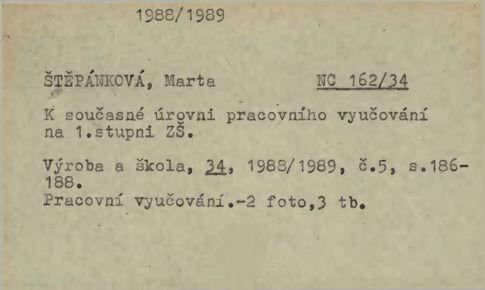 1988/1989
ŠTĚPÁNKOVÁ, Marta NC 162/34
K současné úrovni pracovního vyučování
na 1.stupni ZŠ.
Výroba a škola, 34, 1988/1989, č.5, s.186-
188.
Pracovní vyučování.-2 foto,3 tb.